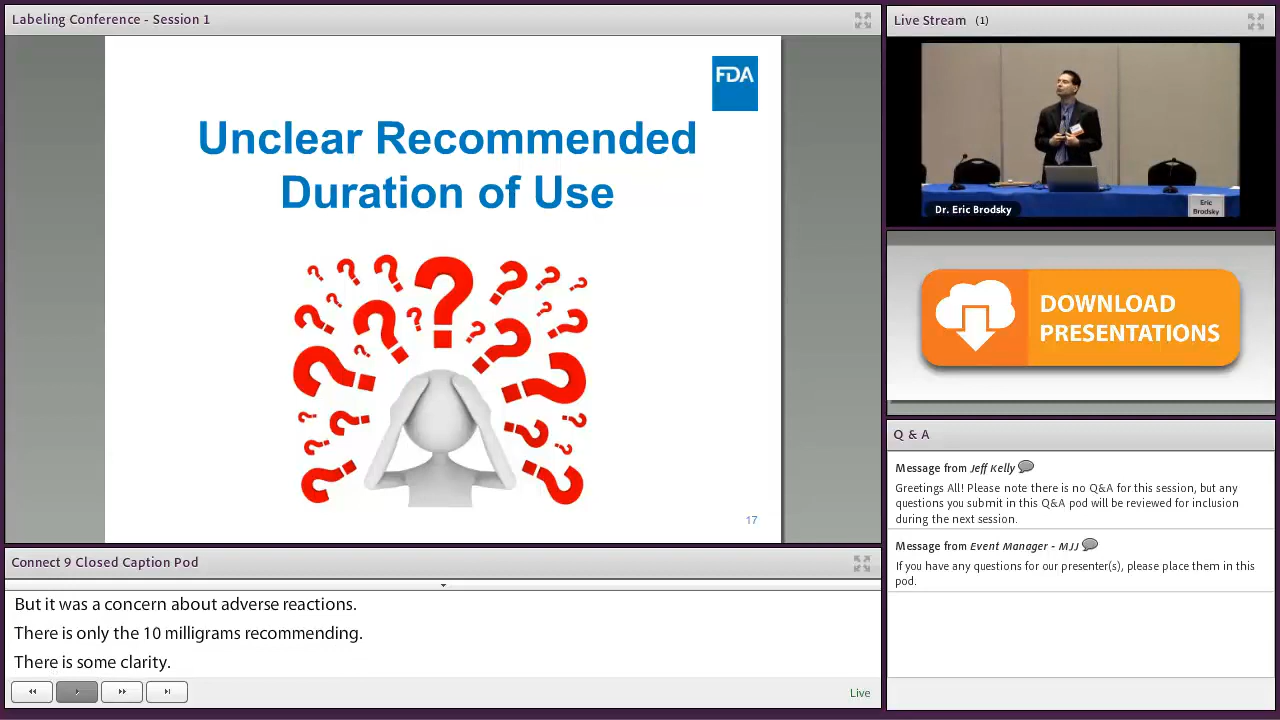 Labeling Conference - Session 1
FDA
Unclear Recommended
Duration of Use
17
Connect 9 Closed Caption Pod
But it was a concern about adverse reactions.
There is only the 10 milligrams recommending.
There is some clarity.
Live
Live Stream (1)
Dr. Eric Brodsky
Eric
Brodsky
DOWNLOAD
PRESENTATIONS
Q & A
Message from Jeff Kelly
Greetings All! Please note there is no Q&A for this session, but any
questions you submit in this Q&A pod will be reviewed for inclusion
during the next session.
Message from Event Manager - MJJ
If you have any questions for our presenter(s), please place them in this
pod.